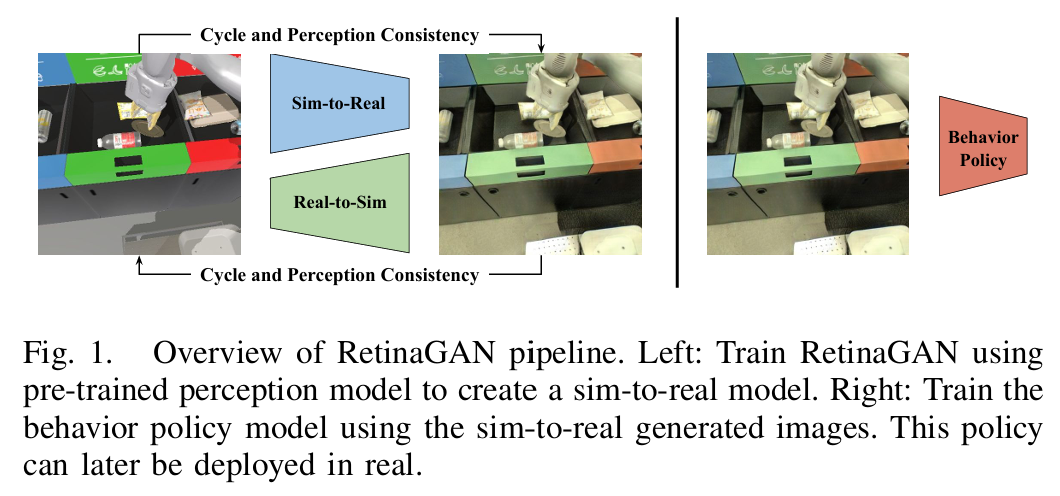 Cycle and Perception Consistency
Sim-to-Real
Real-to-Sim
Cycle and Perception Consistency
Behavior
Policy
Fig. 1. Overview of RetinaGAN pipeline. Left: Train RetinaGAN using
pre-trained perception model to create a sim-to-real model. Right: Train the
behavior policy model using the sim-to-real generated images. This policy
can later be deployed in real.